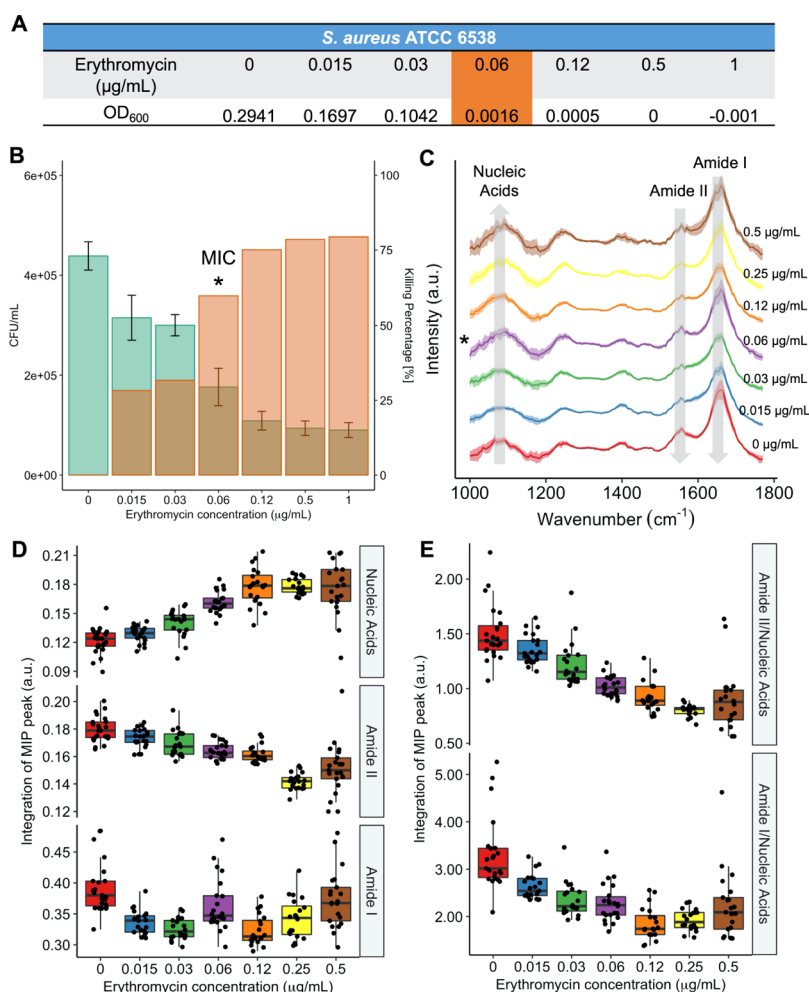 A
S. aureus ATCC 6538
Erythromycin (µg/mL) 0 0.015 0.03 0.06 0.12 0.5 1
OD600 0.2941 0.1697 0.1042 0.0016 0.0005 0 -0.001
B
6e+05
4e+05
2e+05
0e+00
CFU/mL
MIC
*
100
75
50
25
0
Killing Percentage [%]
0 0.015 0.03 0.06 0.12 0.5 1
Erythromycin concentration (µg/mL)
C
Nucleic
Acids
Amide II
Amide I
Intensity (a.u.)
*
0.5 µg/mL
0.25 µg/mL
0.12 µg/mL
0.06 µg/mL
0.03 µg/mL
0.015 µg/mL
0 µg/mL
1000 1200 1400 1600 1800
Wavenumber (cm-1)
D
Integration of MIP peak (a.u.)
0.21
0.18
0.15
0.12
0.09
Nucleic Acids
0.20
0.18
0.16
0.14
0.12
Amide II
0.45
0.40
0.35
0.30
Amide I
0 0.015 0.03 0.06 0.12 0.25 0.5
Erythromycin concentration (µg/mL)
E
Integration of MIP peak (a.u.)
2.00
1.50
1.00
0.50
Amide II/Nucleic Acids
5.00
4.00
3.00
2.00
Amide I/Nucleic Acids
0 0.015 0.03 0.06 0.12 0.25 0.5
Erythromycin concentration (µg/mL)